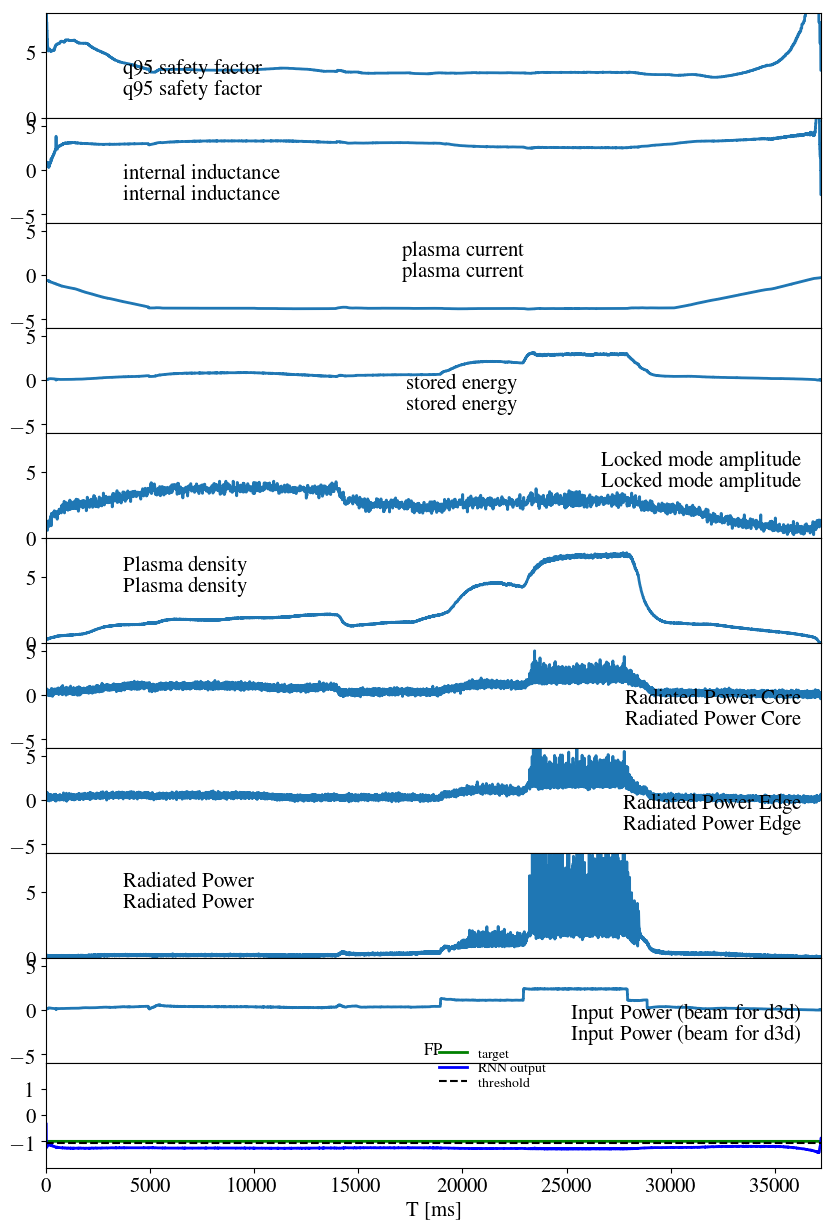 5
q95 safety factor
q95 safety factor
0
5
0
internal inductance
internal inductance
−5
5
plasma current
0
plasma current
−5
5
0
stored energy
stored energy
−5
Locked mode amplitude
5
Locked mode amplitude
0
Plasma density
5
Plasma density
0
5
0
Radiated Power Core
Radiated Power Core
−5
5
0
Radiated Power Edge
Radiated Power Edge
−5
Radiated Power
5
Radiated Power
0
5
0
Input Power (beam for d3d)
Input Power (beam for d3d)
−5
FP
target
RNN output
threshold
1
0
−1
0 5000 10000 15000 20000 25000 30000 35000
T [ms]